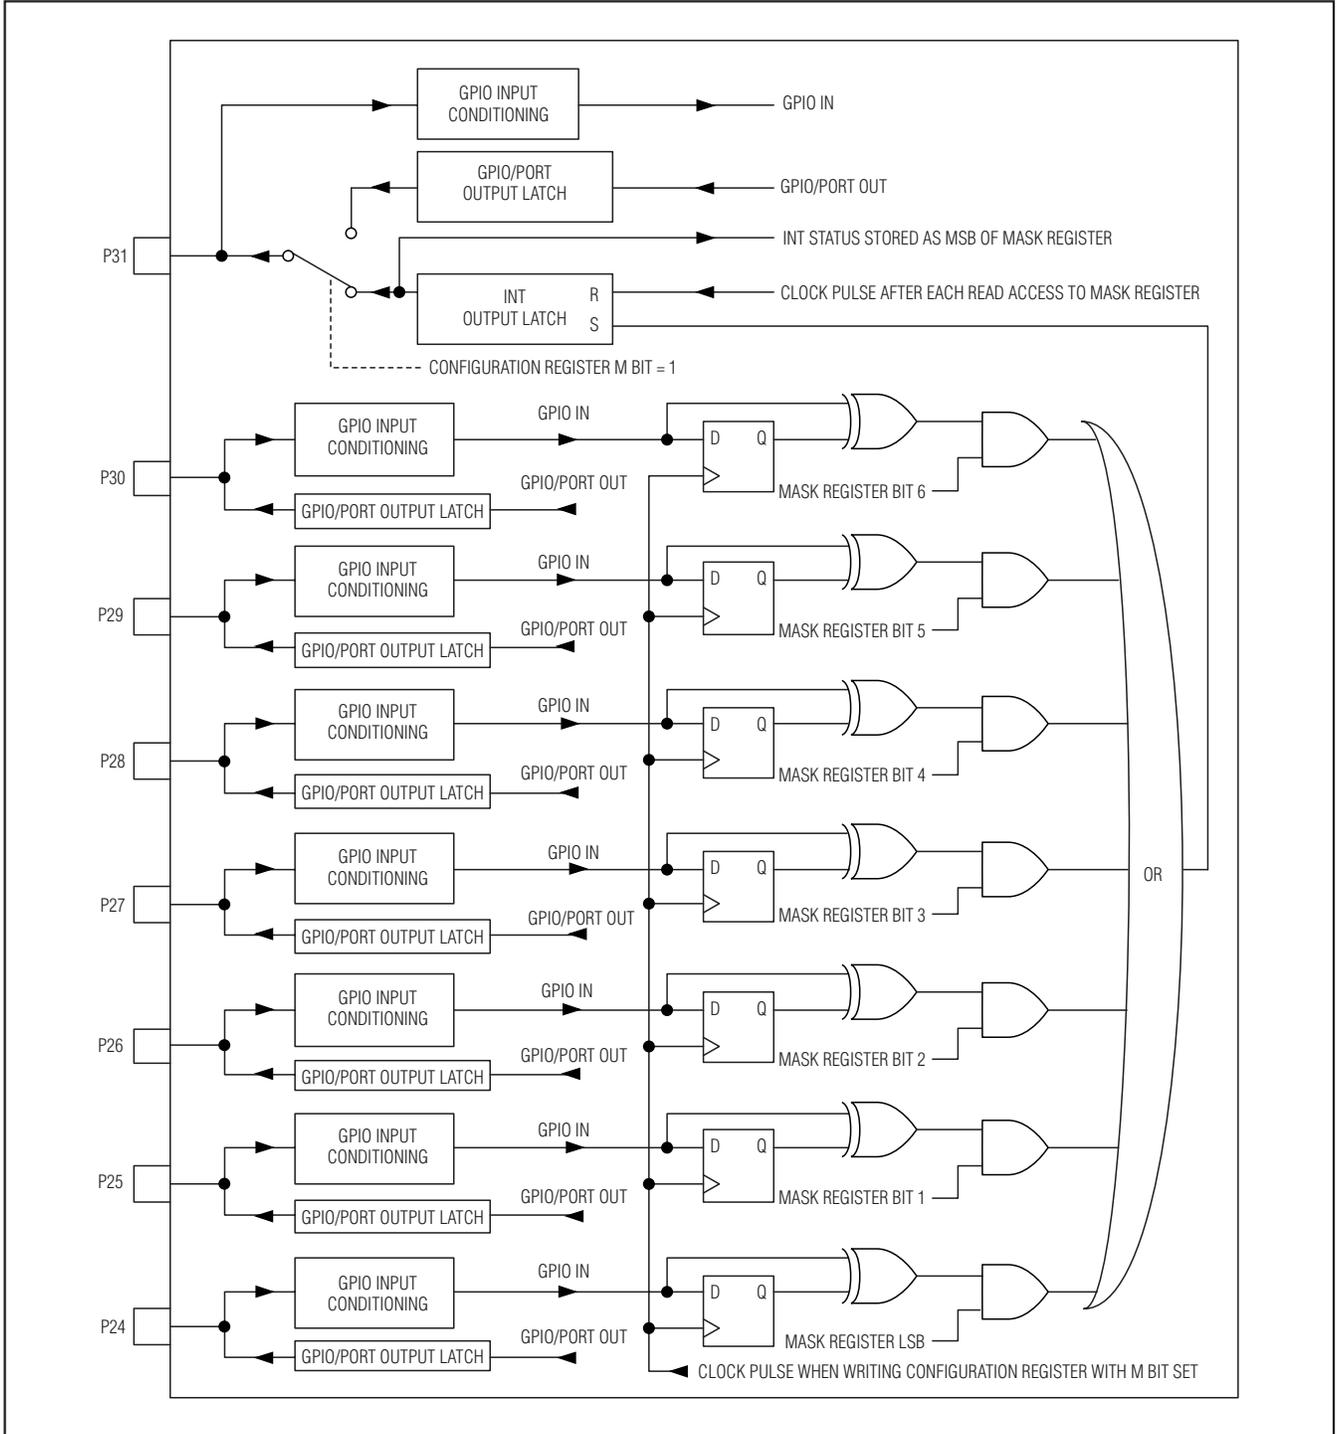 GPIO INPUT
CONDITIONING
GPIO IN
GPIO/PORT
OUTPUT LATCH
GPIO/PORT OUT
INT STATUS STORED AS MSB OF MASK REGISTER
P31
INT
OUTPUT LATCH
R
S
CLOCK PULSE AFTER EACH READ ACCESS TO MASK REGISTER
CONFIGURATION REGISTER M BIT = 1
GPIO INPUT
CONDITIONING
GPIO IN
D Q
P30
GPIO/PORT OUT
MASK REGISTER BIT 6
GPIO/PORT OUTPUT LATCH
GPIO INPUT
CONDITIONING
GPIO IN
D Q
P29
GPIO/PORT OUT
MASK REGISTER BIT 5
GPIO/PORT OUTPUT LATCH
GPIO INPUT
CONDITIONING
GPIO IN
D Q
P28
GPIO/PORT OUT
MASK REGISTER BIT 4
GPIO/PORT OUTPUT LATCH
GPIO INPUT
CONDITIONING
GPIO IN
D Q
OR
P27
GPIO/PORT OUT
MASK REGISTER BIT 3
GPIO/PORT OUTPUT LATCH
GPIO INPUT
CONDITIONING
GPIO IN
D Q
P26
GPIO/PORT OUT
MASK REGISTER BIT 2
GPIO/PORT OUTPUT LATCH
GPIO INPUT
CONDITIONING
GPIO IN
D Q
P25
GPIO/PORT OUT
MASK REGISTER BIT 1
GPIO/PORT OUTPUT LATCH
GPIO INPUT
CONDITIONING
GPIO IN
D Q
P24
GPIO/PORT OUT
MASK REGISTER LSB
GPIO/PORT OUTPUT LATCH
CLOCK PULSE WHEN WRITING CONFIGURATION REGISTER WITH M BIT SET